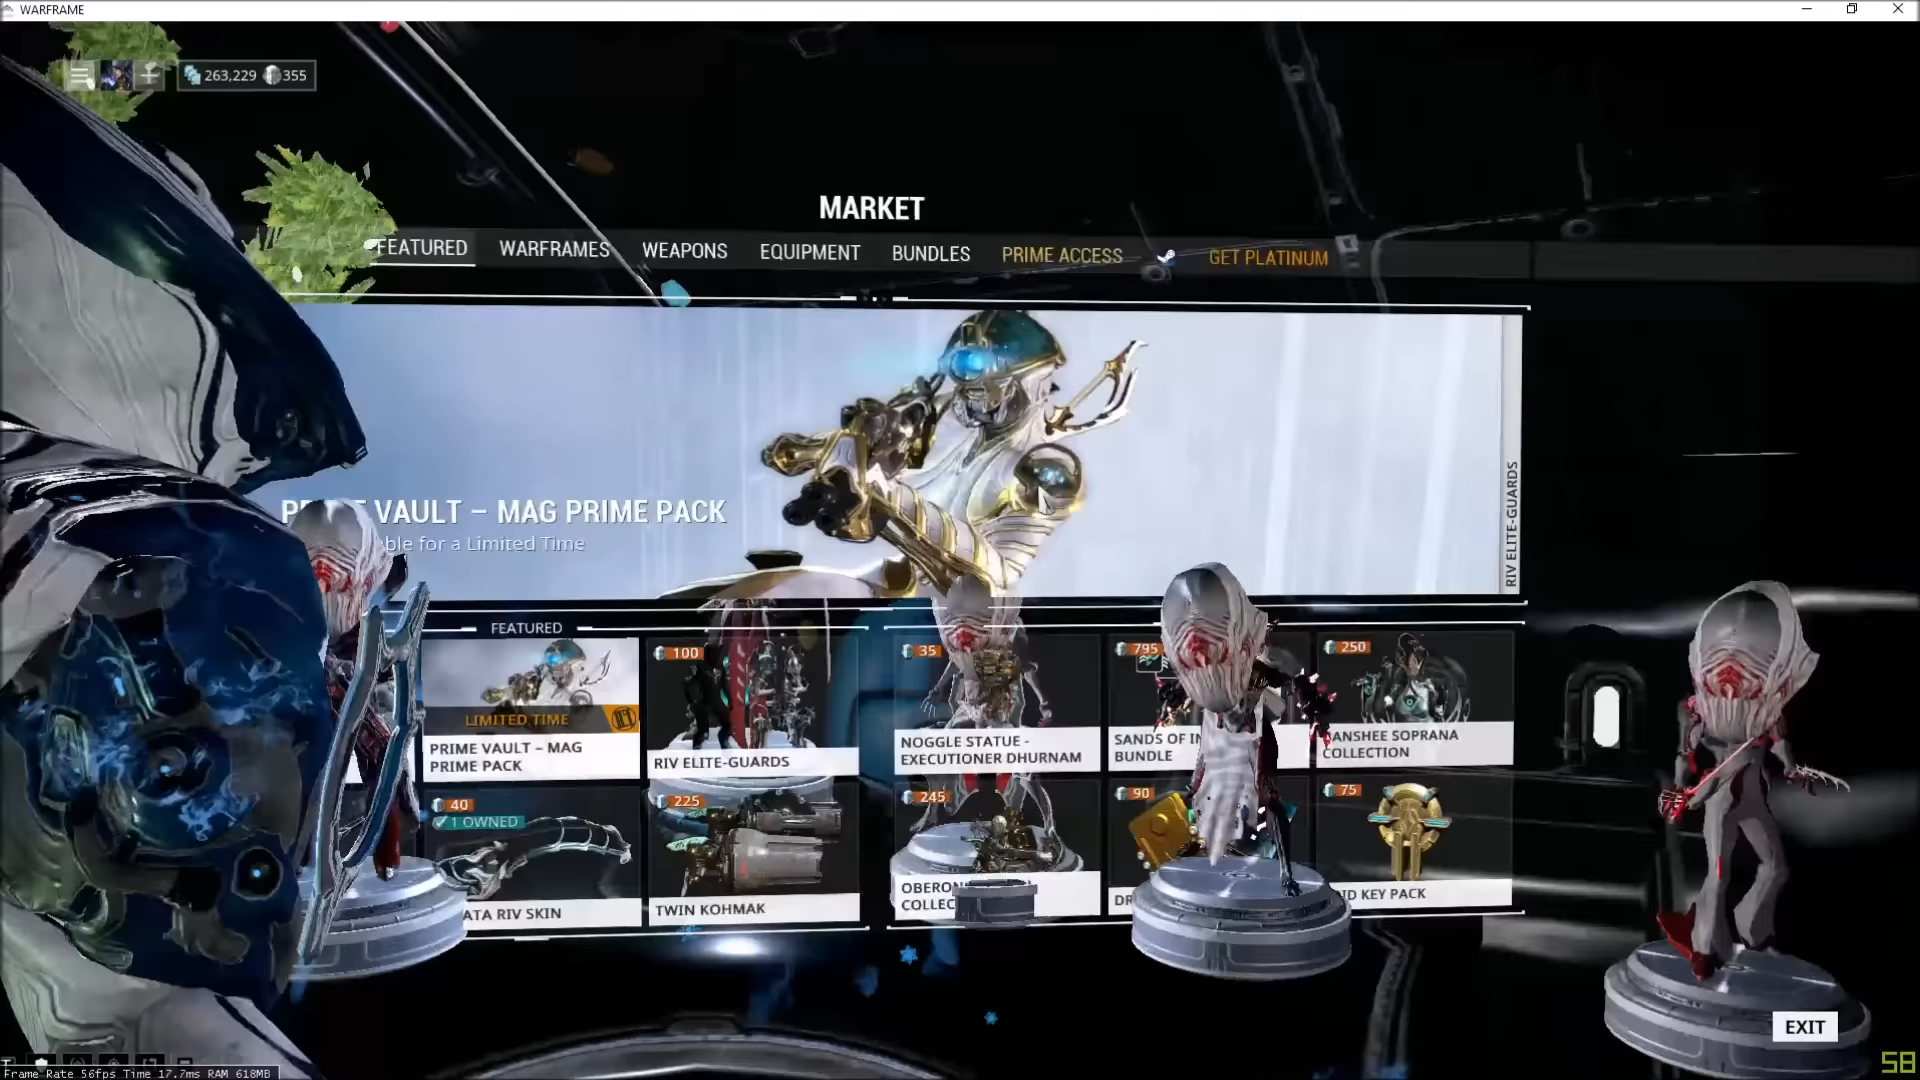 WARFRAME
263,229 355
MARKET
FEATURED WARFRAMES WEAPONS EQUIPMENT BUNDLES PRIME ACCESS GET PLATINUM
VAULT – MAG PRIME PACK
for a Limited Time
RIV ELITE-GUARDS
FEATURED
LIMITED TIME
PRIME VAULT – MAG
PRIME PACK
100
RIV ELITE-GUARDS
35
NOGGLE STATUE -
EXECUTIONER DHURNAM
795
SANDS OF
BUNDLE
250
BANSHEE SOPRANA
COLLECTION
40
1 OWNED
RIV SKIN
225
TWIN KOHMAK
245
OBERON
90
75
KEY PACK
EXIT
Frame Rate 56fps Time 17.7ms RAM 618MB
58